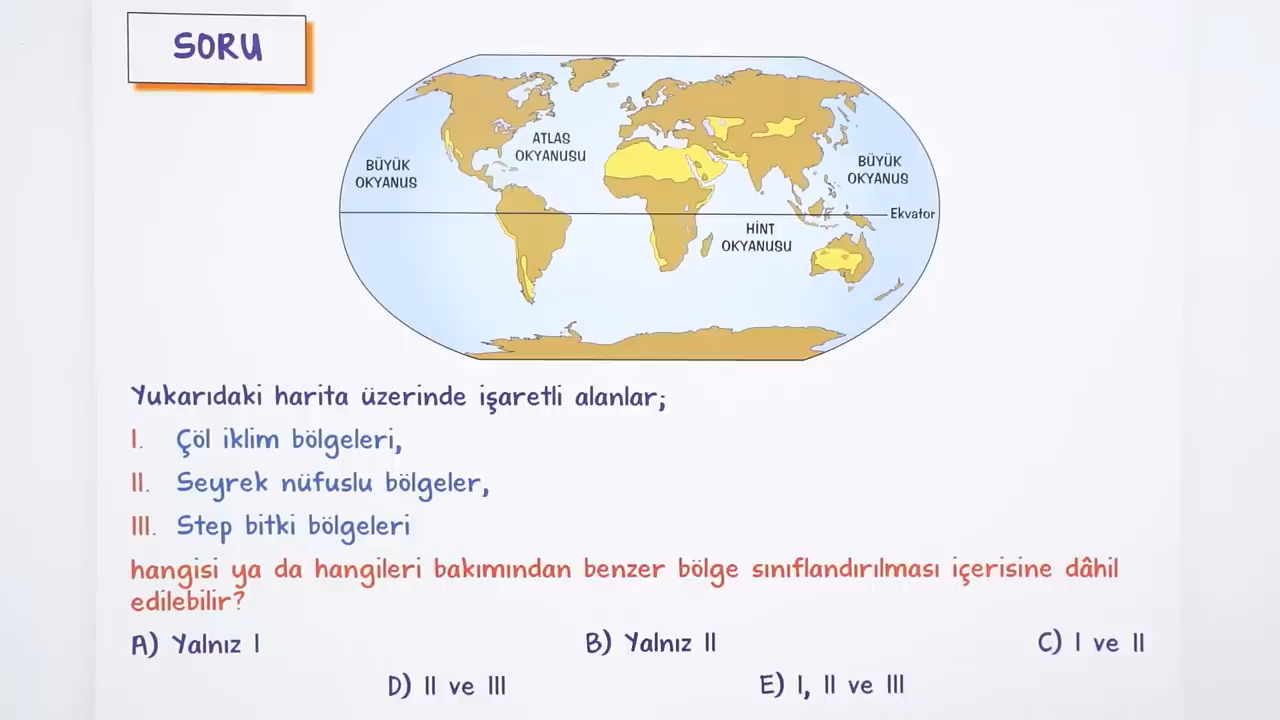 SORU
ATLAS
OKYANUSU
BÜYÜK
OKYANUS
BÜYÜK
OKYANUS
Ekvator
HİNT
OKYANUSU
Yukarıdaki harita üzerinde işaretli alanlar;
I. Çöl iklim bölgeleri,
II. Seyrek nüfuslu bölgeler,
III. Step bitki bölgeleri
hangisi ya da hangileri bakımından benzer bölge sınıflandırılması içerisine dâhil
edilebilir?
A) Yalnız I B) Yalnız II C) I ve II
D) II ve III E) I, II ve III